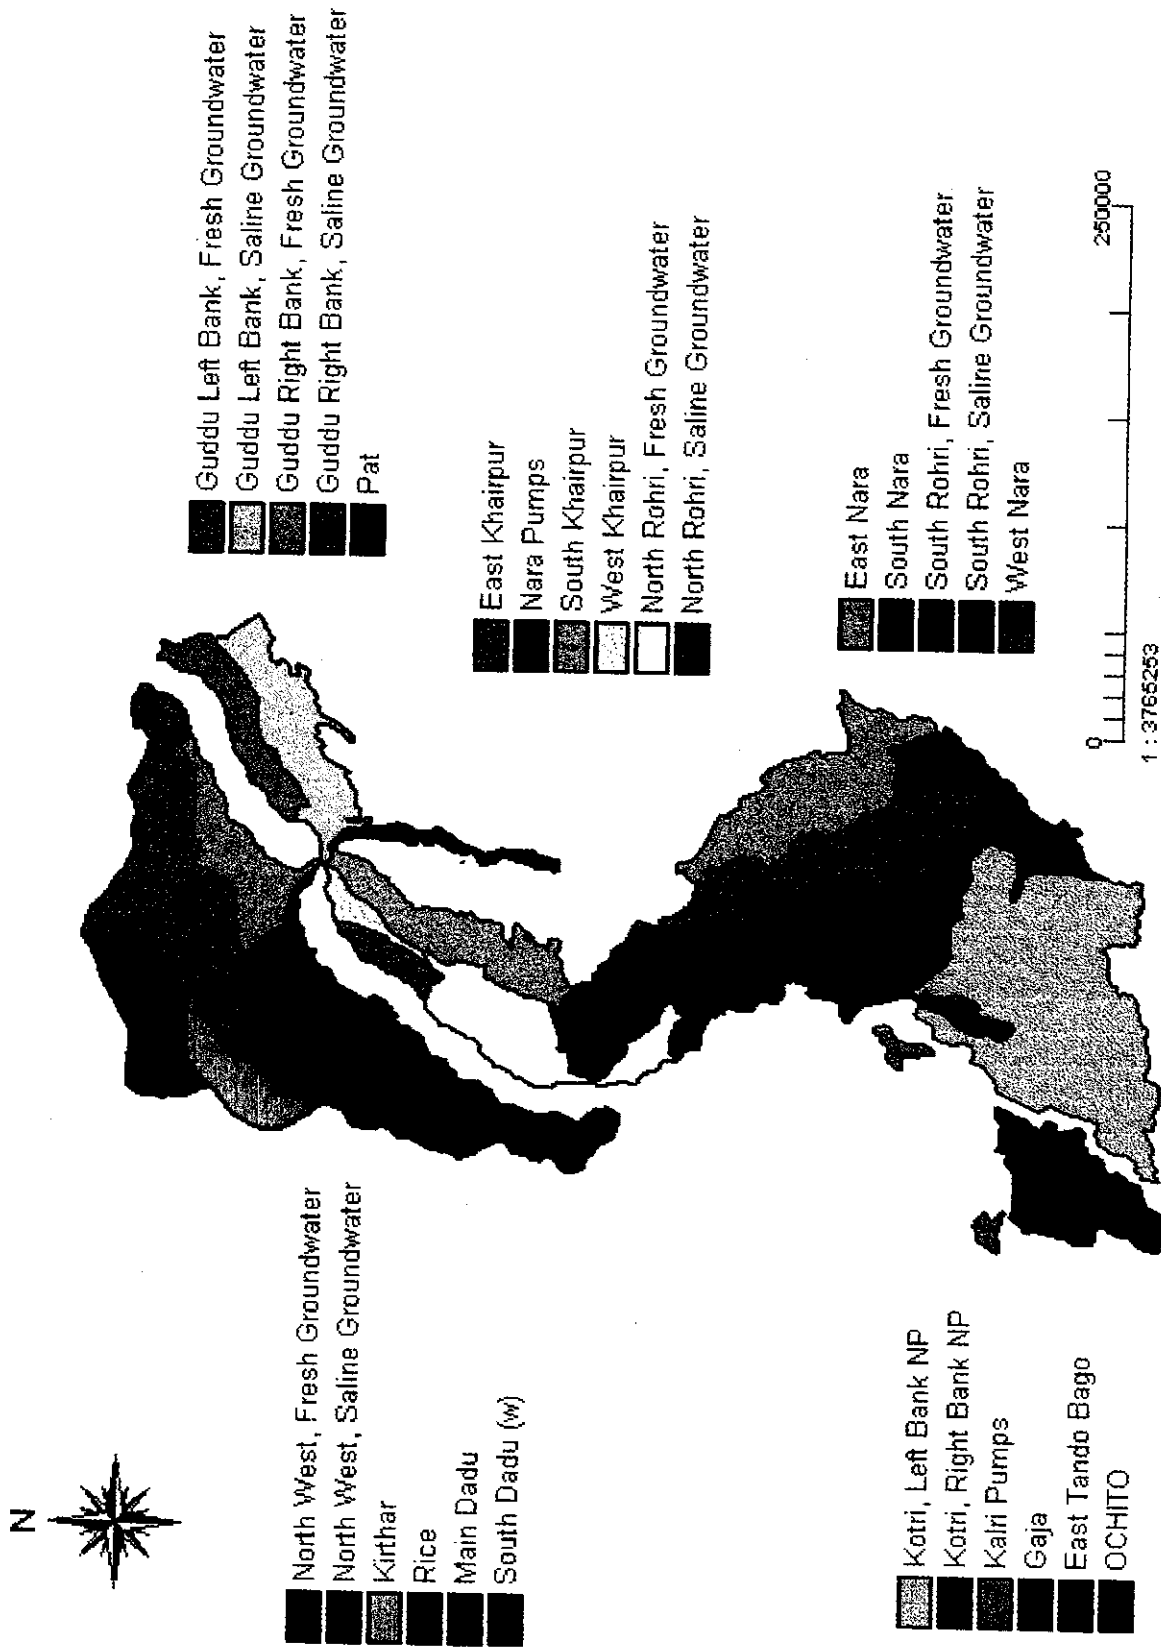 N
North West, Fresh Groundwater
North West, Saline Groundwater
Kirthar
Rice
Main Dadu
South Dadu (w)
Guddu Left Bank, Fresh Groundwater
Guddu Left Bank, Saline Groundwater
Guddu Right Bank, Fresh Groundwater
Guddu Right Bank, Saline Groundwater
Pat
East Khairpur
Nara Pumps
South Khairpur
West Khairpur
North Rohri, Fresh Groundwater
North Rohri, Saline Groundwater
Kotri, Left Bank NP
Kotri, Right Bank NP
Kalri Pumps
Gaja
East Tando Bago
OCHITO
East Nara
South Nara
South Rohri, Fresh Groundwater
South Rohri, Saline Groundwater
West Nara
0 250000
1 : 3765253